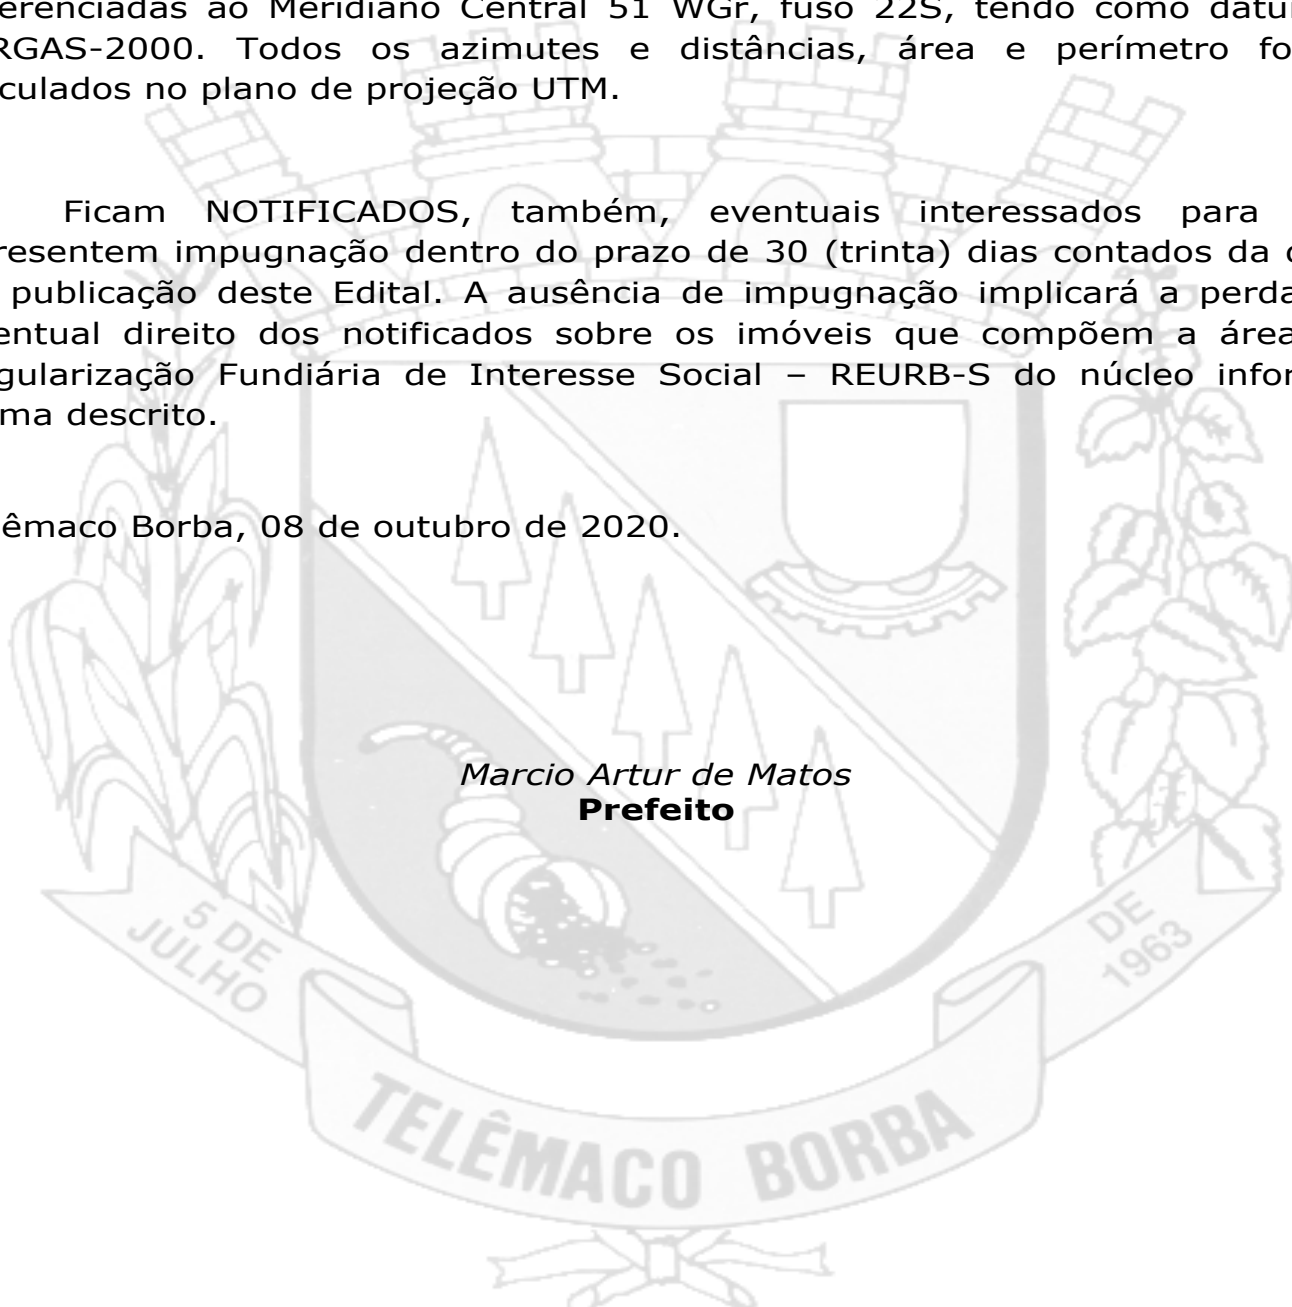 erenciadas ao Meridiano Central 51 WGr, fuso 22S, tendo como datu
RGAS-2000. Todos os azimutes e distâncias, área e perímetro fo
culados no plano de projeção UTM.
Ficam NOTIFICADOS, também, eventuais interessados para
resentem impugnação dentro do prazo de 30 (trinta) dias contados da
publicação deste Edital. A ausência de impugnação implicará a perda
entual direito dos notificados sobre os imóveis que compõem a área
gularização Fundiária de Interesse Social – REURB-S do núcleo infor
ma descrito.
êmaco Borba, 08 de outubro de 2020.
Marcio Artur de Matos
Prefeito
5 DE
JULHO
DE
1963
TELÊMACO BORBA